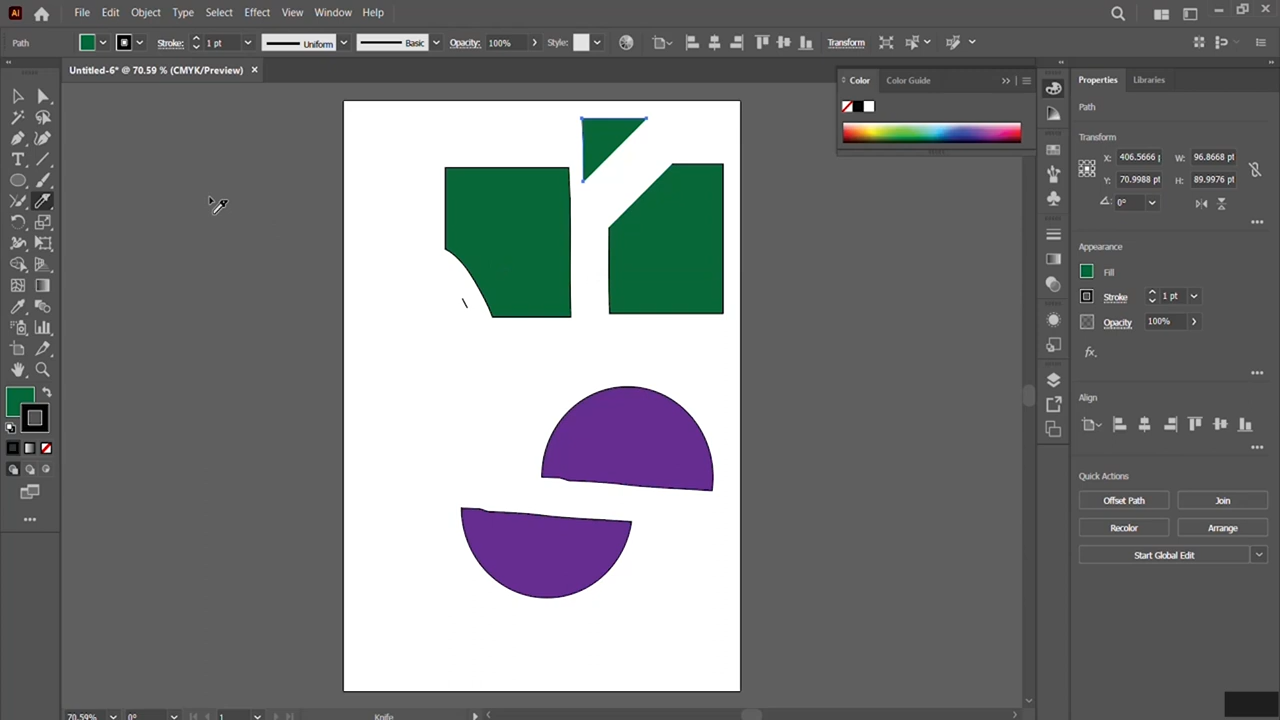 Ai File Edit Object Type Select Effect View Window Help
Path Stroke: 1 pt Uniform Basic Opacity: 100% Style: Transform
Untitled-6* @ 70.59 % (CMYK/Preview)
Color Color Guide
Properties Libraries
Path
Transform
X: 406.5666 W: 96.8668 pt
Y: 70.9988 pt H: 89.9976 pt
0°
Appearance
Fill
Stroke 1 pt
Opacity 100%
fx.
Align
Quick Actions
Offset Path Join
Recolor Arrange
Start Global Edit
70.59% 0° 1 Knife